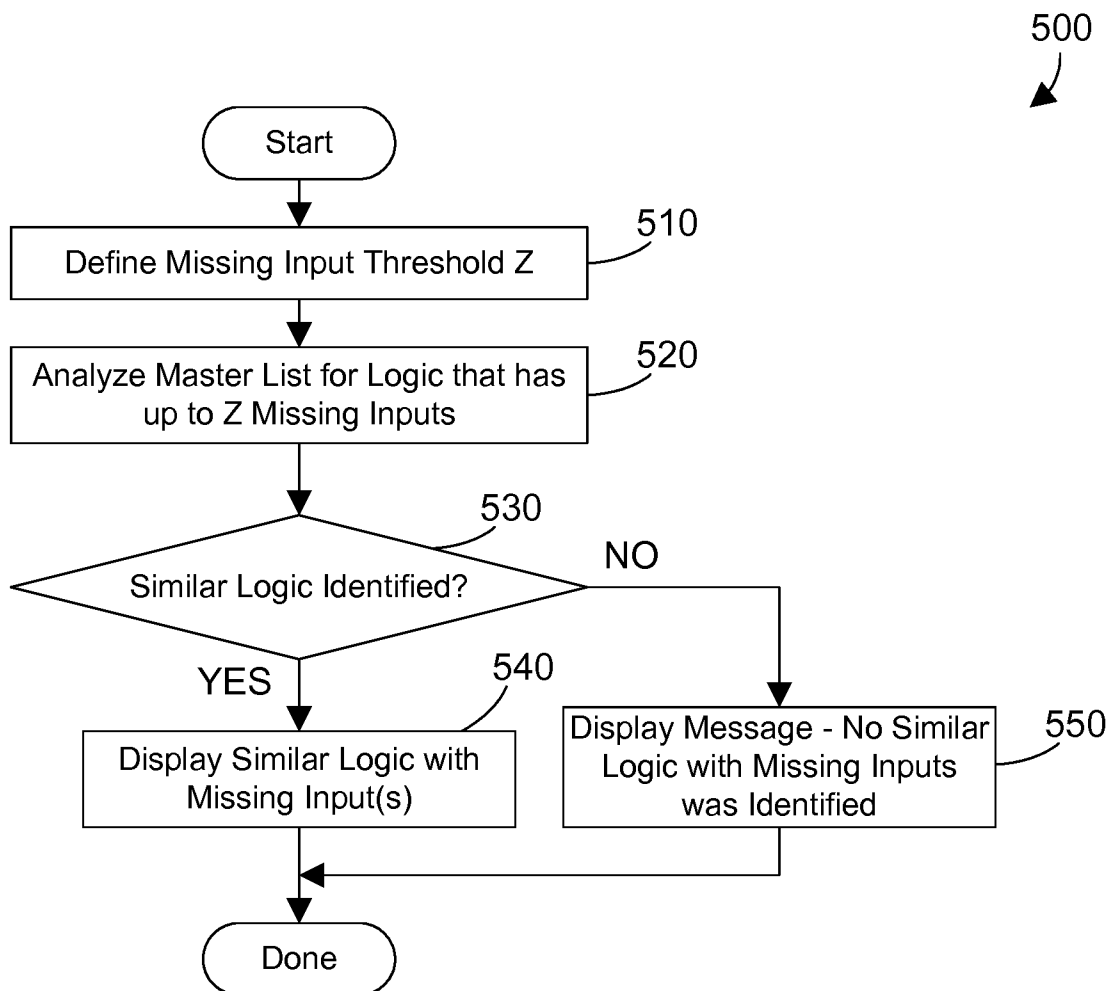 500
Start
510
Define Missing Input Threshold Z
520
Analyze Master List for Logic that has
up to Z Missing Inputs
530
Similar Logic Identified?
NO
YES
540
Display Similar Logic with
Missing Input(s)
550
Display Message - No Similar
Logic with Missing Inputs
was Identified
Done